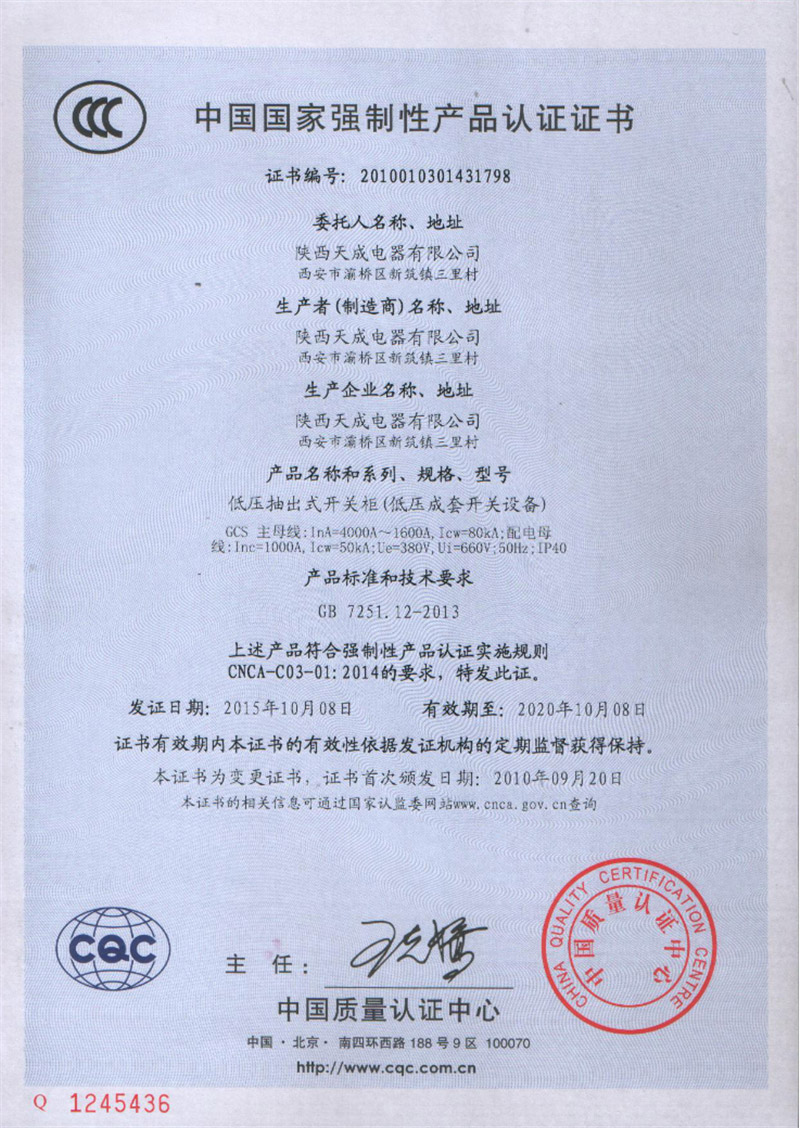 中国国家强制性产品认证证书
证书编号: 2010010301431798
委托人名称、地址
陕西天成电器有限公司
西安市灞桥区新筑镇三里村
生产者(制造商)名称、地址
陕西天成电器有限公司
西安市灞桥区新筑镇三里村
生产企业名称、地址
陕西天成电器有限公司
西安市灞桥区新筑镇三里村
产品名称和系列、规格、型号
低压抽出式开关柜(低压成套开关设备)
GCS 主母线:InA=4000A~1600A,Icw=80kA;配电母
线:Inc=1000A,Icw=50kA;Ue=380V,Ui=660V;50Hz;IP40
产品标准和技术要求
GB 7251.12-2013
上述产品符合强制性产品认证实施规则
CNCA-C03-01:2014的要求，特发此证。
发证日期: 2015年10月08日 有效期至: 2020年10月08日
证书有效期内本证书的有效性依据发证机构的定期监督获得保持。
本证书为变更证书，证书首次颁发日期: 2010年09月20日
本证书的相关信息可通过国家认监委网站www.cnca.gov.cn查询
CQC
主 任:
CHINA QUALITY CERTIFICATION CENTRE
中国质量认证中心
中国质量认证中心
中国·北京·南四环西路 188 号 9 区 100070
http://www.cqc.com.cn
Q 1245436